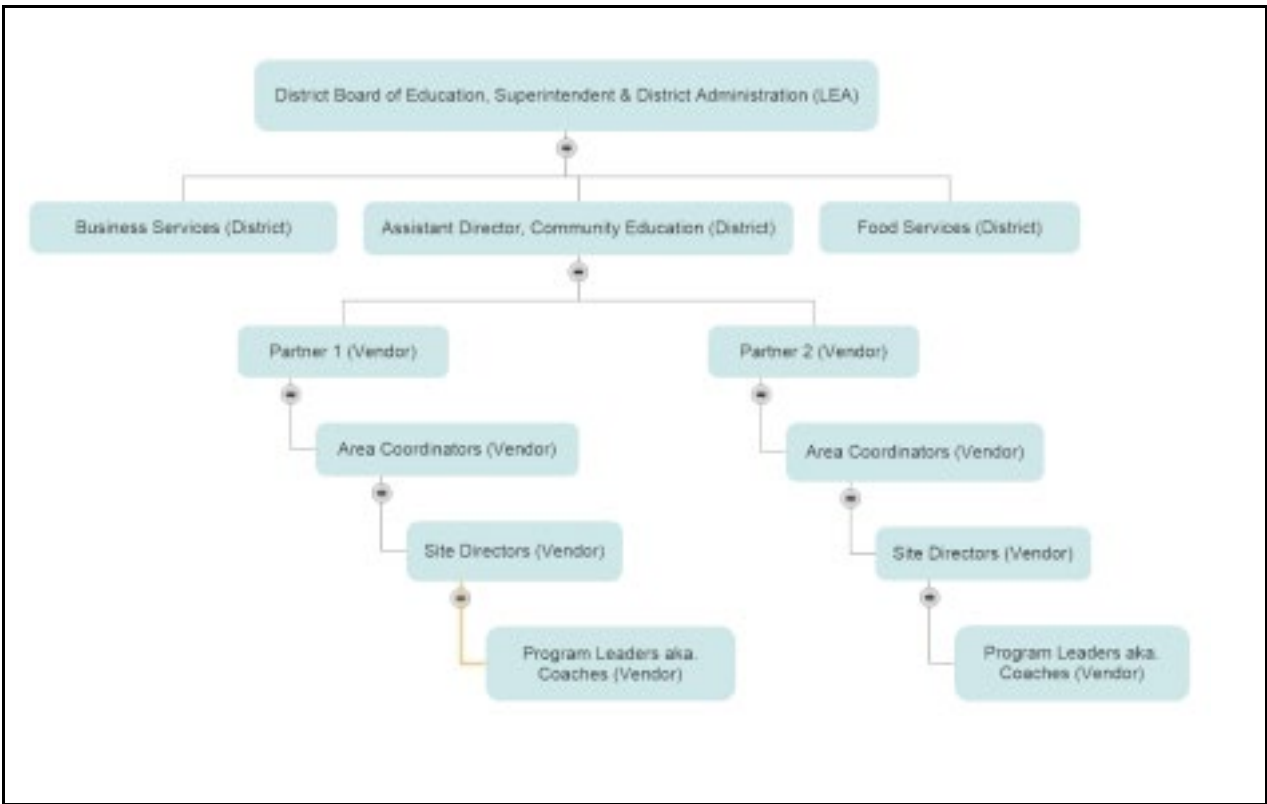 District Board of Education, Superintendent & District Administration (LEA)
Business Services (District)
Assistant Director, Community Education (District)
Food Services (District)
Partner 1 (Vendor)
Partner 2 (Vendor)
Area Coordinators (Vendor)
Area Coordinators (Vendor)
Site Directors (Vendor)
Site Directors (Vendor)
Program Leaders aka.
Coaches (Vendor)
Program Leaders aka.
Coaches (Vendor)